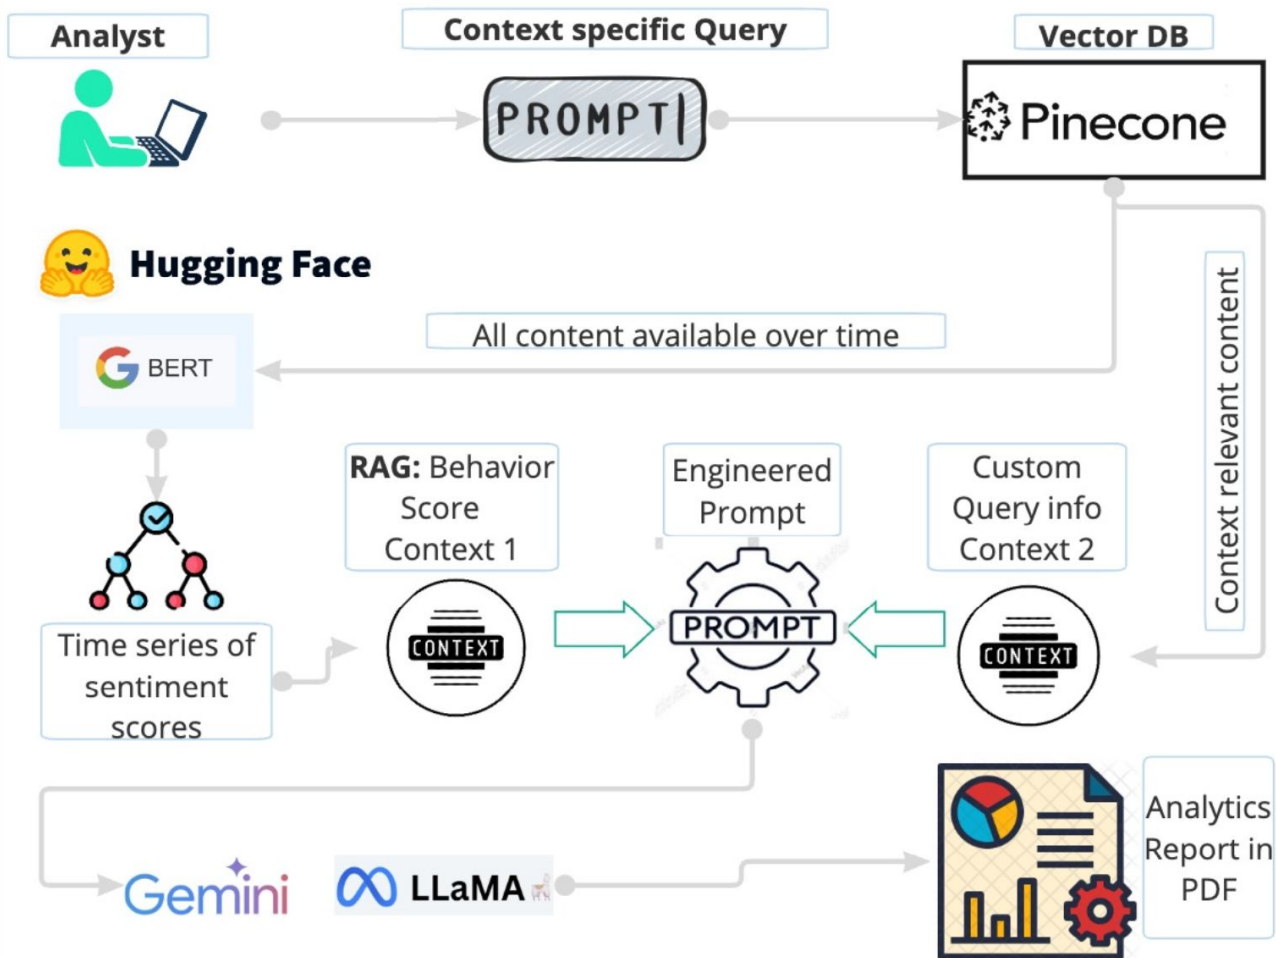 Analyst
Context specific Query
Vector DB
PROMPT
Pinecone
Hugging Face
All content available over time
Context relevant content
BERT
RAG: Behavior
Score
Context 1
Engineered
Prompt
Custom
Query info
Context 2
CONTEXT
PROMPT
CONTEXT
Time series of
sentiment
scores
Gemini
LLaMA
Analytics
Report in
PDF